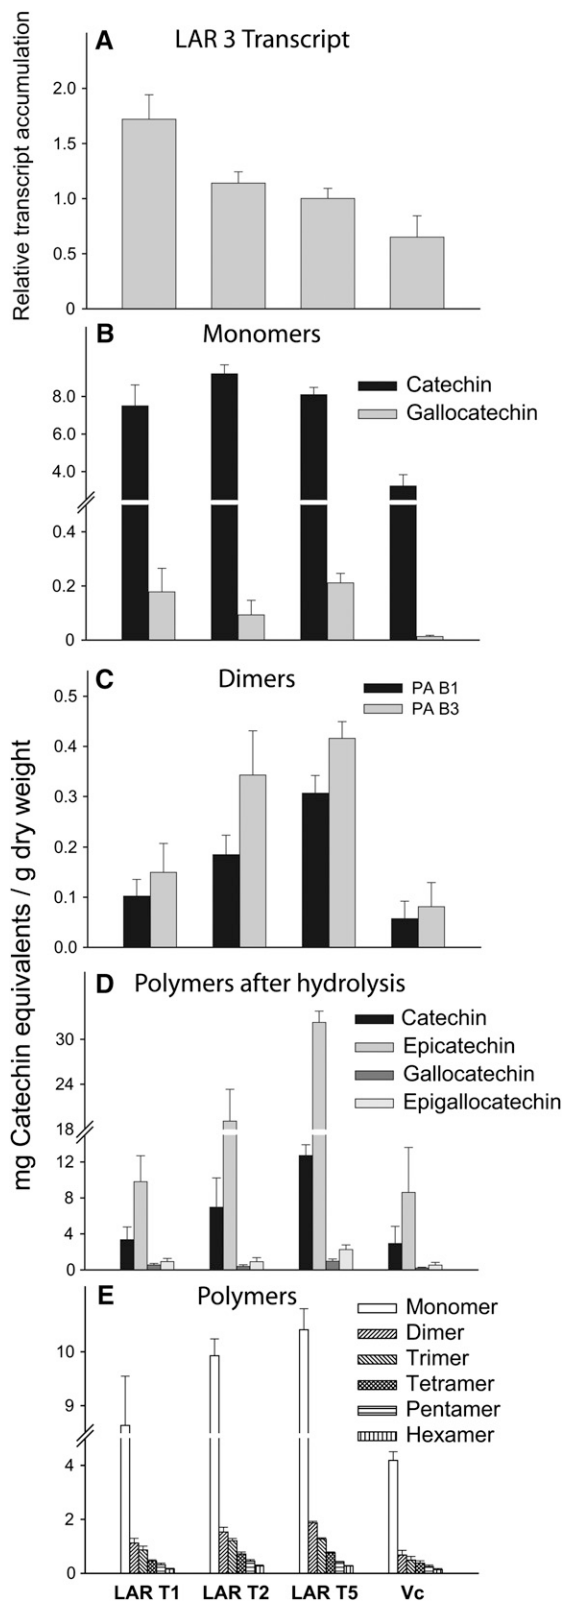 A LAR 3 Transcript
Relative transcript accumulation
2.0
1.5
1.0
0.5
0
B Monomers
Catechin
Gallocatechin
8.0
6.0
4.0
0.4
0.2
0
mg Catechin equivalents / g dry weight
C Dimers
PA B1
PA B3
0.5
0.4
0.3
0.2
0.1
0.0
D Polymers after hydrolysis
Catechin
Epicatechin
Gallocatechin
Epigallocatechin
30
24
18
12
8
4
0
E Polymers
Monomer
Dimer
Trimer
Tetramer
Pentamer
Hexamer
10
9
4
2
0
LAR T1 LAR T2 LAR T5 Vc